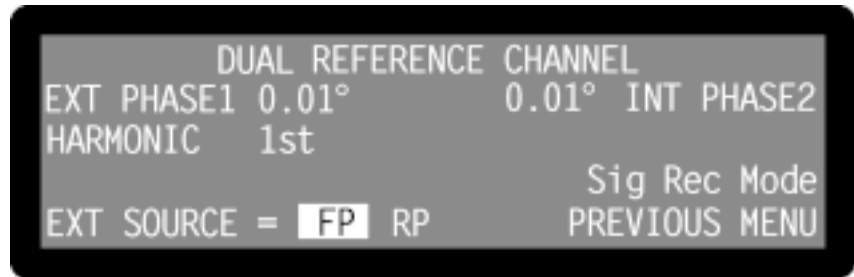 DUAL REFERENCE CHANNEL
EXT PHASE1 0.01° 0.01° INT PHASE2
HARMONIC 1st
Sig Rec Mode
EXT SOURCE = FP RP PREVIOUS MENU